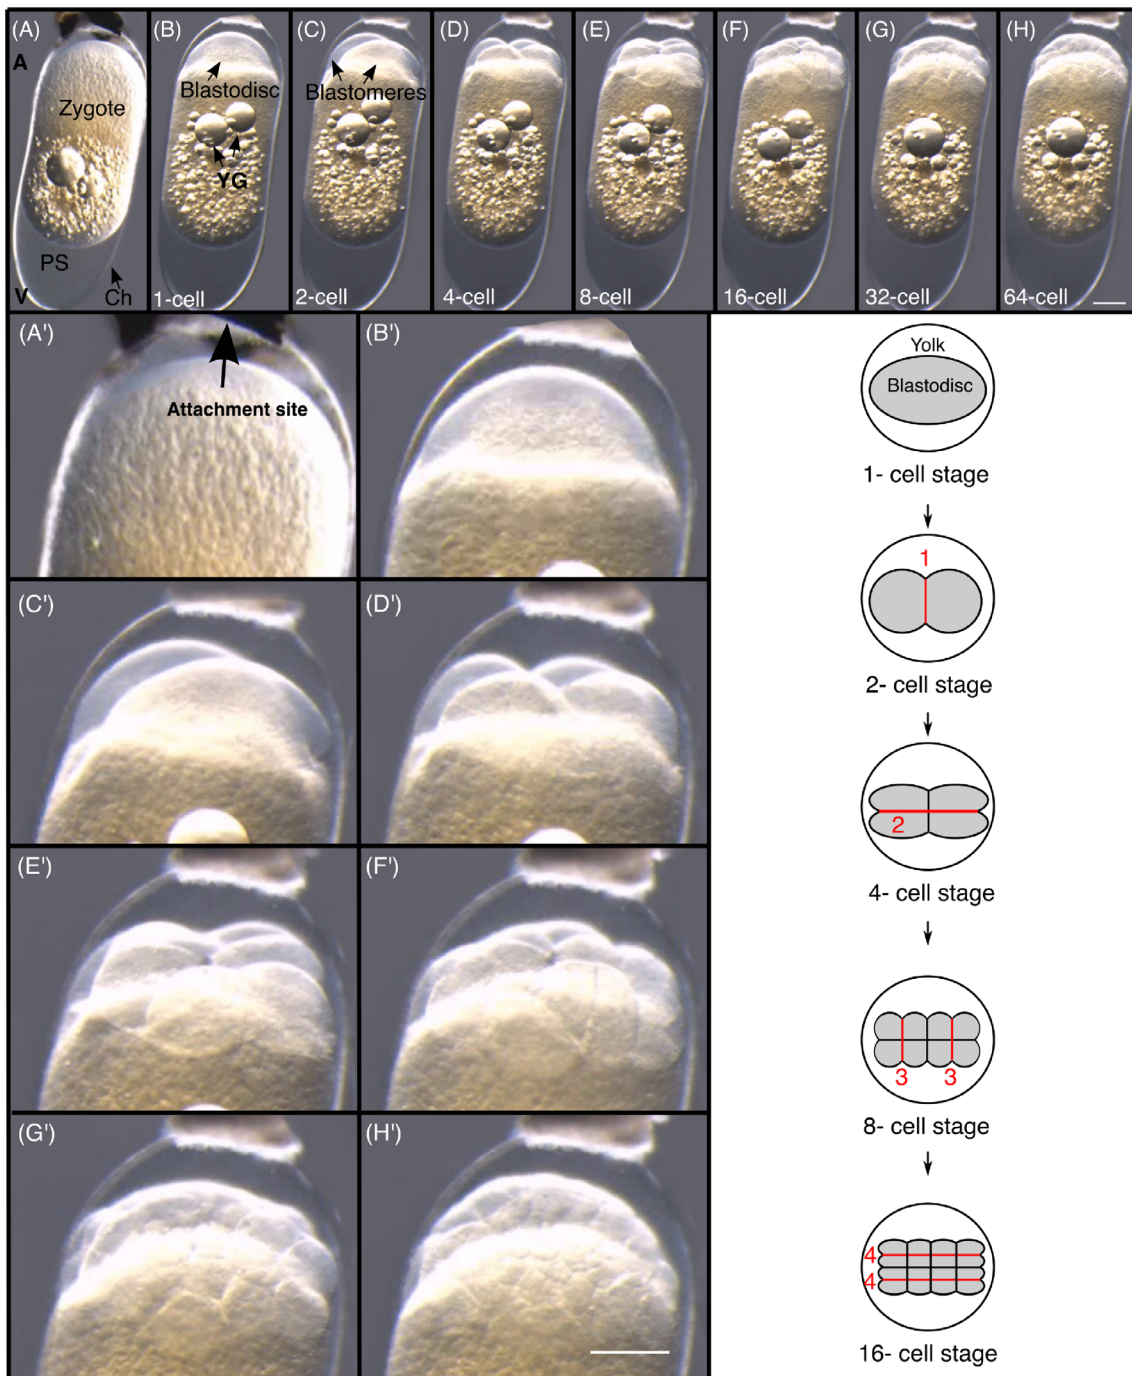 (A)
A
Zygote
PS
V
Ch
(B)
Blastodisc
YG
1-cell
(C)
Blastomeres
2-cell
(D)
4-cell
(E)
8-cell
(F)
16-cell
(G)
32-cell
(H)
64-cell
(A')
Attachment site
(B')
(C')
(D')
(E')
(F')
(G')
(H')
Yolk
Blastodisc
1- cell stage
1
2- cell stage
2
4- cell stage
3 3
8- cell stage
4
4
16- cell stage